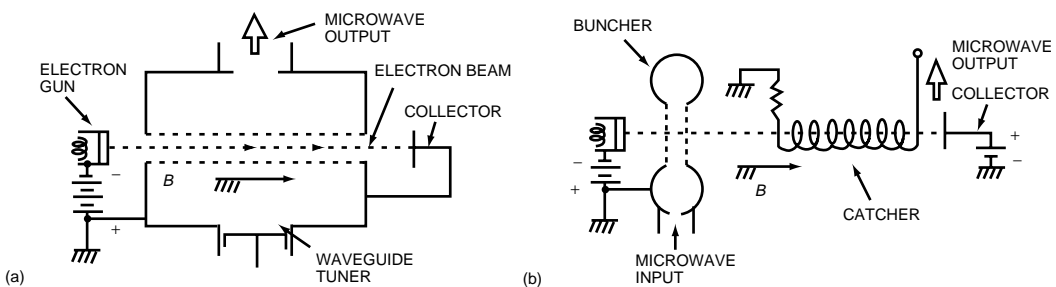 MICROWAVE
OUTPUT
ELECTRON
GUN
ELECTRON BEAM
COLLECTOR
−
B
+
WAVEGUIDE
TUNER
(a)
BUNCHER
MICROWAVE
OUTPUT
COLLECTOR
+
−
−
+
B
CATCHER
MICROWAVE
INPUT
(b)